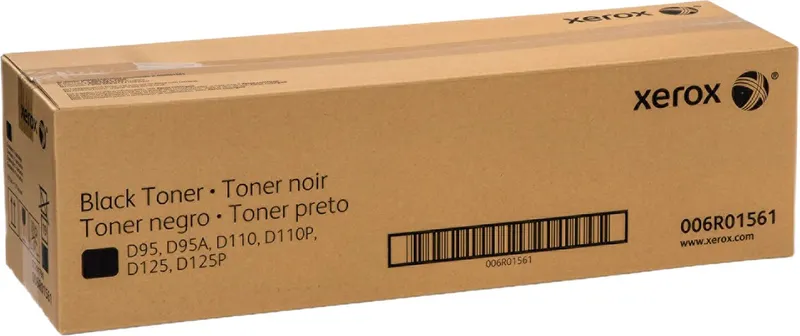 xerox
xerox
Black Toner • Toner noir
Toner negro • Toner preto
D95, D95A, D110, D110P,
D125, D125P
006R01561
006R01561
www.xerox.com